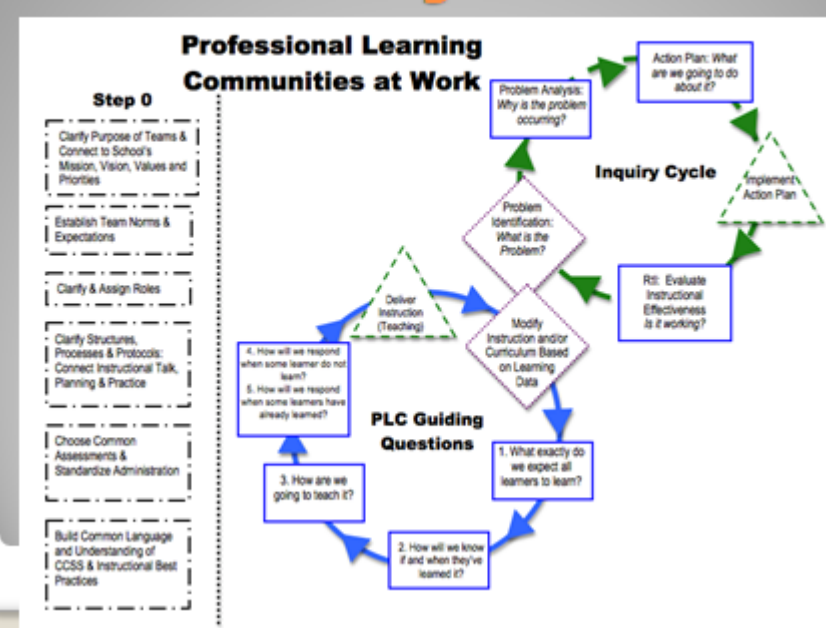 Professional Learning
Communities at Work
Step 0
Clarify Purpose of Teams &
Connect to School's
Mission, Vision, Values and
Priorities
Establish Team Norms &
Expectations
Clarify & Assign Roles
Clarify Structures,
Processes & Protocols:
Connect Instructional Talk,
Planning & Practice
Choose Common
Assessments &
Standardize Administration
Build Common Language
and Understanding of
CCSS & Instructional Best
Practices
Problem Analysis:
Why is the problem
occurring?
Action Plan: What
are we going to do
about it?
Inquiry Cycle
Implement
Action Plan
RtI: Evaluate
Instructional
Effectiveness
Is it working?
Problem
Identification:
What is the
Problem?
Deliver
Instruction
(Teaching)
Modify
Instruction and/or
Curriculum Based
on Learning
Data
PLC Guiding
Questions
1. What exactly do
we expect all
learners to learn?
2. How will we know
if and when they've
learned it?
3. How are we
going to teach it?
4. How will we respond
when some learner do not
learn?
5. How will we respond
when some learners have
already learned?